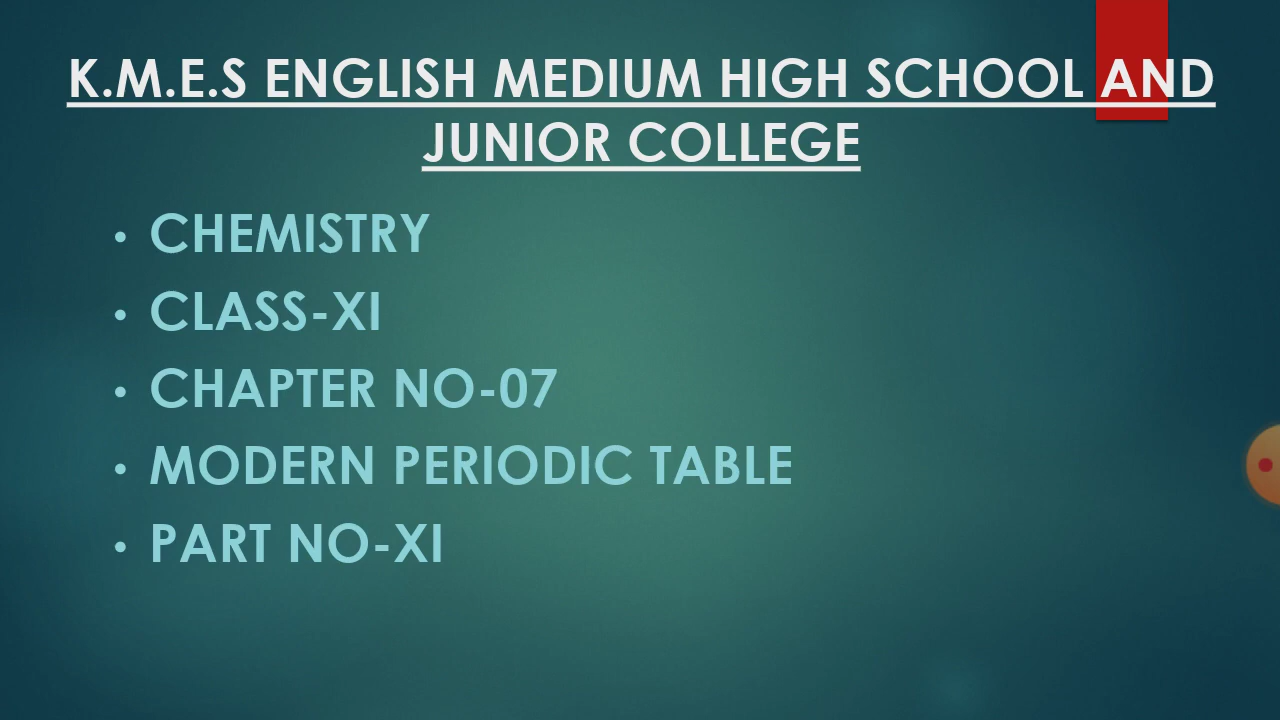 K.M.E.S ENGLISH MEDIUM HIGH SCHOOL AND
JUNIOR COLLEGE
• CHEMISTRY
• CLASS-XI
• CHAPTER NO-07
• MODERN PERIODIC TABLE
• PART NO-XI